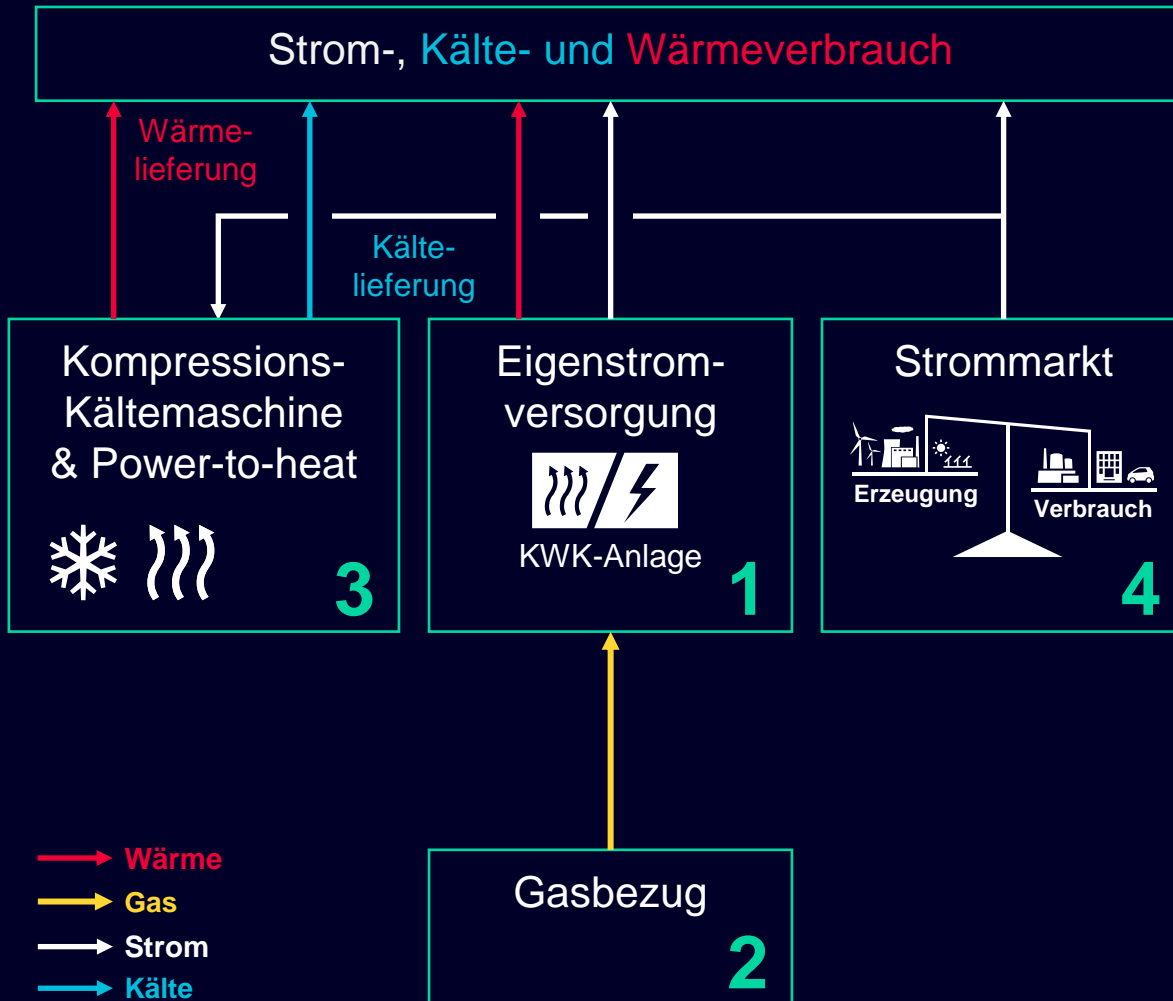 Strom-, Kälte- und Wärmeverbrauch
Wärme-
lieferung
Kälte-
lieferung
Kompressions-
Kältemaschine
& Power-to-heat
3
Eigenstrom-
versorgung
KWK-Anlage
1
Strommarkt
Erzeugung
Verbrauch
4
Gasbezug
2
Wärme
Gas
Strom
Kälte